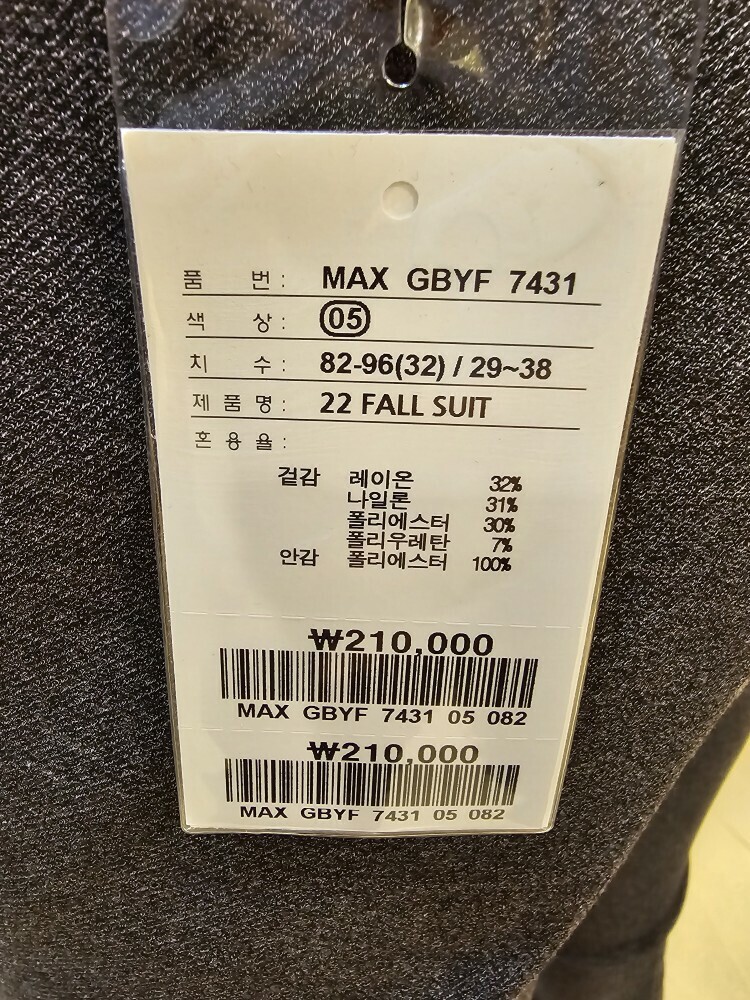 품 번 : MAX GBYF 7431
색 상 : 05
치 수 : 82-96(32) / 29~38
제 품 명 : 22 FALL SUIT
혼 용 율 :
겉감 레이온 32%
나일론 31%
폴리에스터 30%
폴리우레탄 7%
안감 폴리에스터 100%
₩210,000
MAX GBYF 7431 05 082
₩210,000
MAX GBYF 7431 05 082